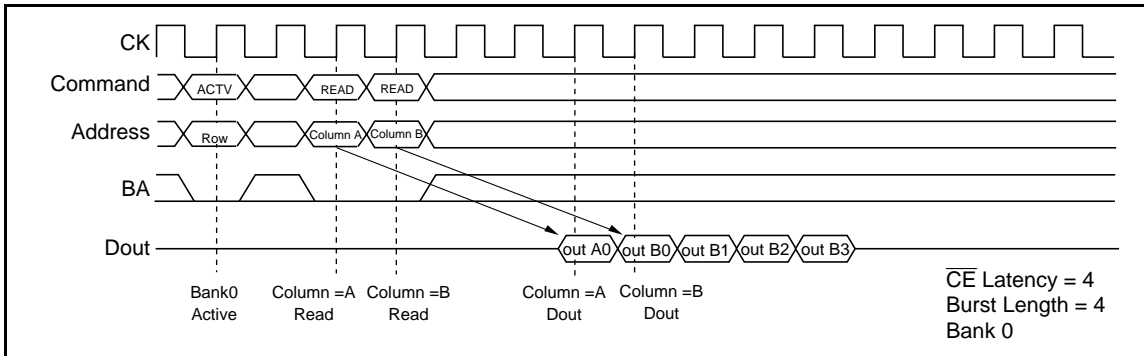 CK
Command
ACTV
READ
READ
Address
Row
Column A
Column B
BA
Dout
out A0
out B0
out B1
out B2
out B3
Bank0
Active
Column =A
Read
Column =B
Read
Column =A
Dout
Column =B
Dout
CE Latency = 4
Burst Length = 4
Bank 0